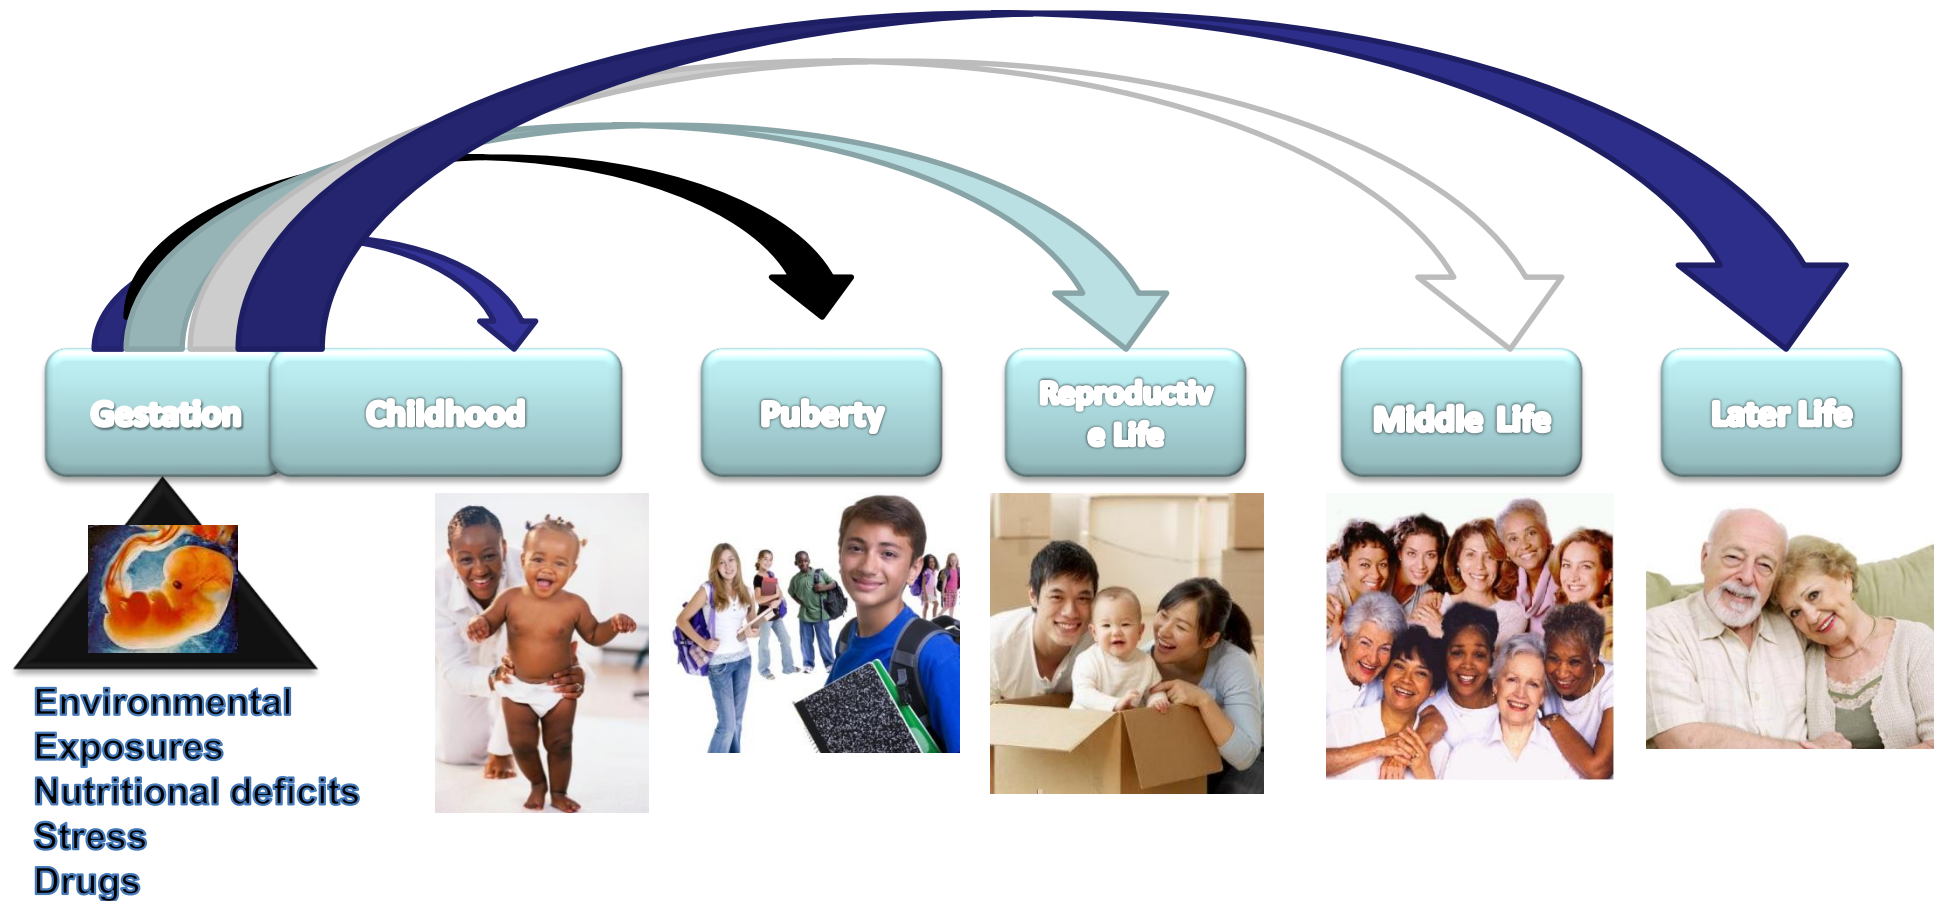 Gestation
Childhood
Puberty
Reproductiv
e Life
Middle Life
Later Life
Environmental
Exposures
Nutritional deficits
Stress
Drugs